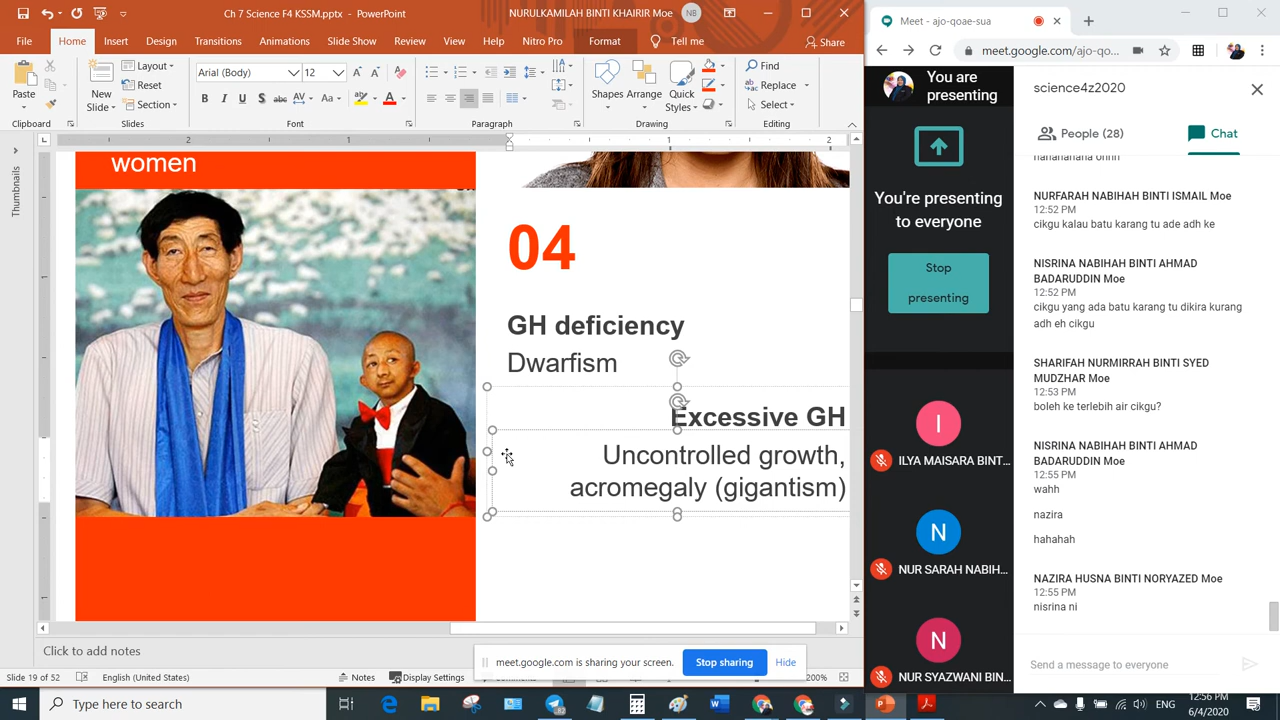 Ch 7 Science F4 KSSM.pptx...
NURULKAMILAH BINTI KHAIRIR Moe
NB
File
Home
Insert
Design
Transitions
Animations
Slide Show
Review
View
Help
Nitro Pro
Format
Tell me
Share
Paste
New
Slide
Layout
Reset
Section
Arial (Body)
B I U S abc AV Aa A
Shapes
Arrange
Quick
Styles
Find
Replace
Select
Clipboard
Slides
Font
Paragraph
Drawing
Editing
2 1 0 1 2
Thumbnails
women
04
GH deficiency
Dwarfism
Excessive GH
Uncontrolled growth,
acromegaly (gigantism)
Click to add notes
meet.google.com is sharing your screen.
Stop sharing
Hide
Slide 19 of 52
English (United States)
Notes
Display Settings
200%
Type here to search
Meet - ajo-qoae-sua
meet.google.com/ajo-qo...
You are
presenting
You're presenting
to everyone
Stop
presenting
I
ILYA MAISARA BINT...
N
NUR SARAH NABIH...
N
NUR SYAZWANI BIN...
science4z2020
People (28)
Chat
NURFARAH NABIHAH BINTI ISMAIL Moe
12:52 PM
cikgu kalau batu karang tu ade adh ke
NISRINA NABIHAH BINTI AHMAD
BADARUDDIN Moe
12:52 PM
cikgu yang ada batu karang tu dikira kurang
adh eh cikgu
SHARIFAH NURMIRRAH BINTI SYED
MUDZHAR Moe
12:53 PM
boleh ke terlebih air cikgu?
NISRINA NABIHAH BINTI AHMAD
BADARUDDIN Moe
12:55 PM
wahh
nazira
hahahah
NAZIRA HUSNA BINTI NORYAZED Moe
12:55 PM
nisrina ni
Send a message to everyone
ENG
12:56 PM
6/4/2020